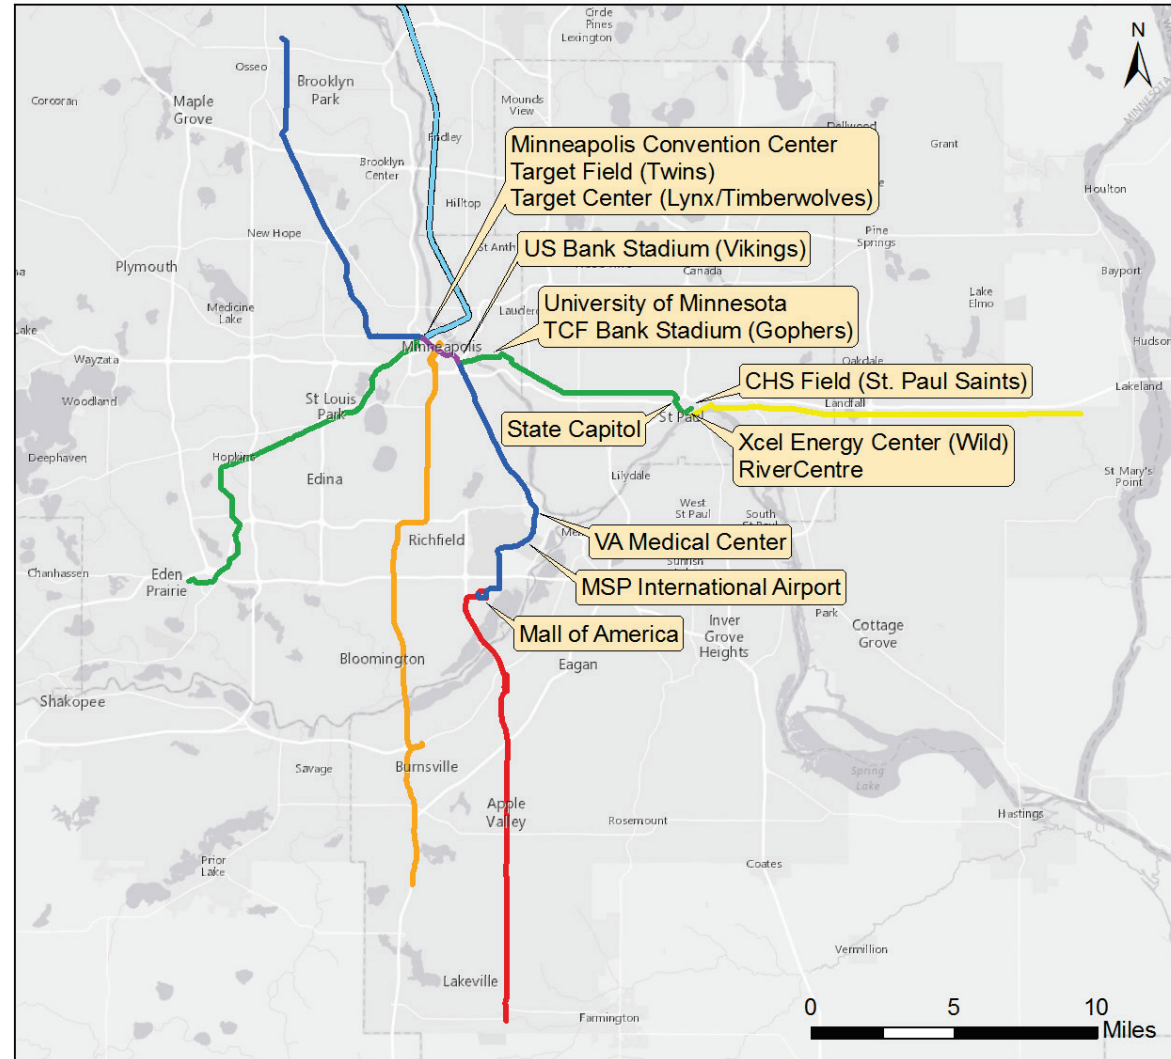 Circle
Pines
Lexington
N
Osseo
Brooklyn
Park
Corcoran
Maple
Grove
Mounds
View
MINNESOTA
Fridley
Dellwood
Grant
Minneapolis Convention Center
Target Field (Twins)
Target Center (Lynx/Timberwolves)
Brooklyn
Center
Houlton
Hilltop
New Hope
St Anth
US Bank Stadium (Vikings)
Pine
Springs
Plymouth
Canada
Bayport
Medicine
Lake
Lake
Elmo
Lauderd
University of Minnesota
TCF Bank Stadium (Gophers)
Lake
Wayzata
Minneapolis
Oakdale
Hudson
Woodland
St Louis
Park
CHS Field (St. Paul Saints)
Lakeland
Landfall
St Paul
State Capitol
Xcel Energy Center (Wild)
RiverCentre
Deephaven
Hopkins
Edina
Lilydale
St Mary's
Point
West
St Paul
South
Richfield
VA Medical Center
Sunfish
Chanhassen
Eden
Prairie
MSP International Airport
Park
Mall of America
Inver
Grove
Heights
Cottage
Grove
Bloomington
Eagan
Shakopee
Savage
Burnsville
Spring
Lake
Apple
Valley
Rosemount
Hastings
Prior
Lake
Coates
Vermillion
Lakeville
Farmington
0 5 10
Miles